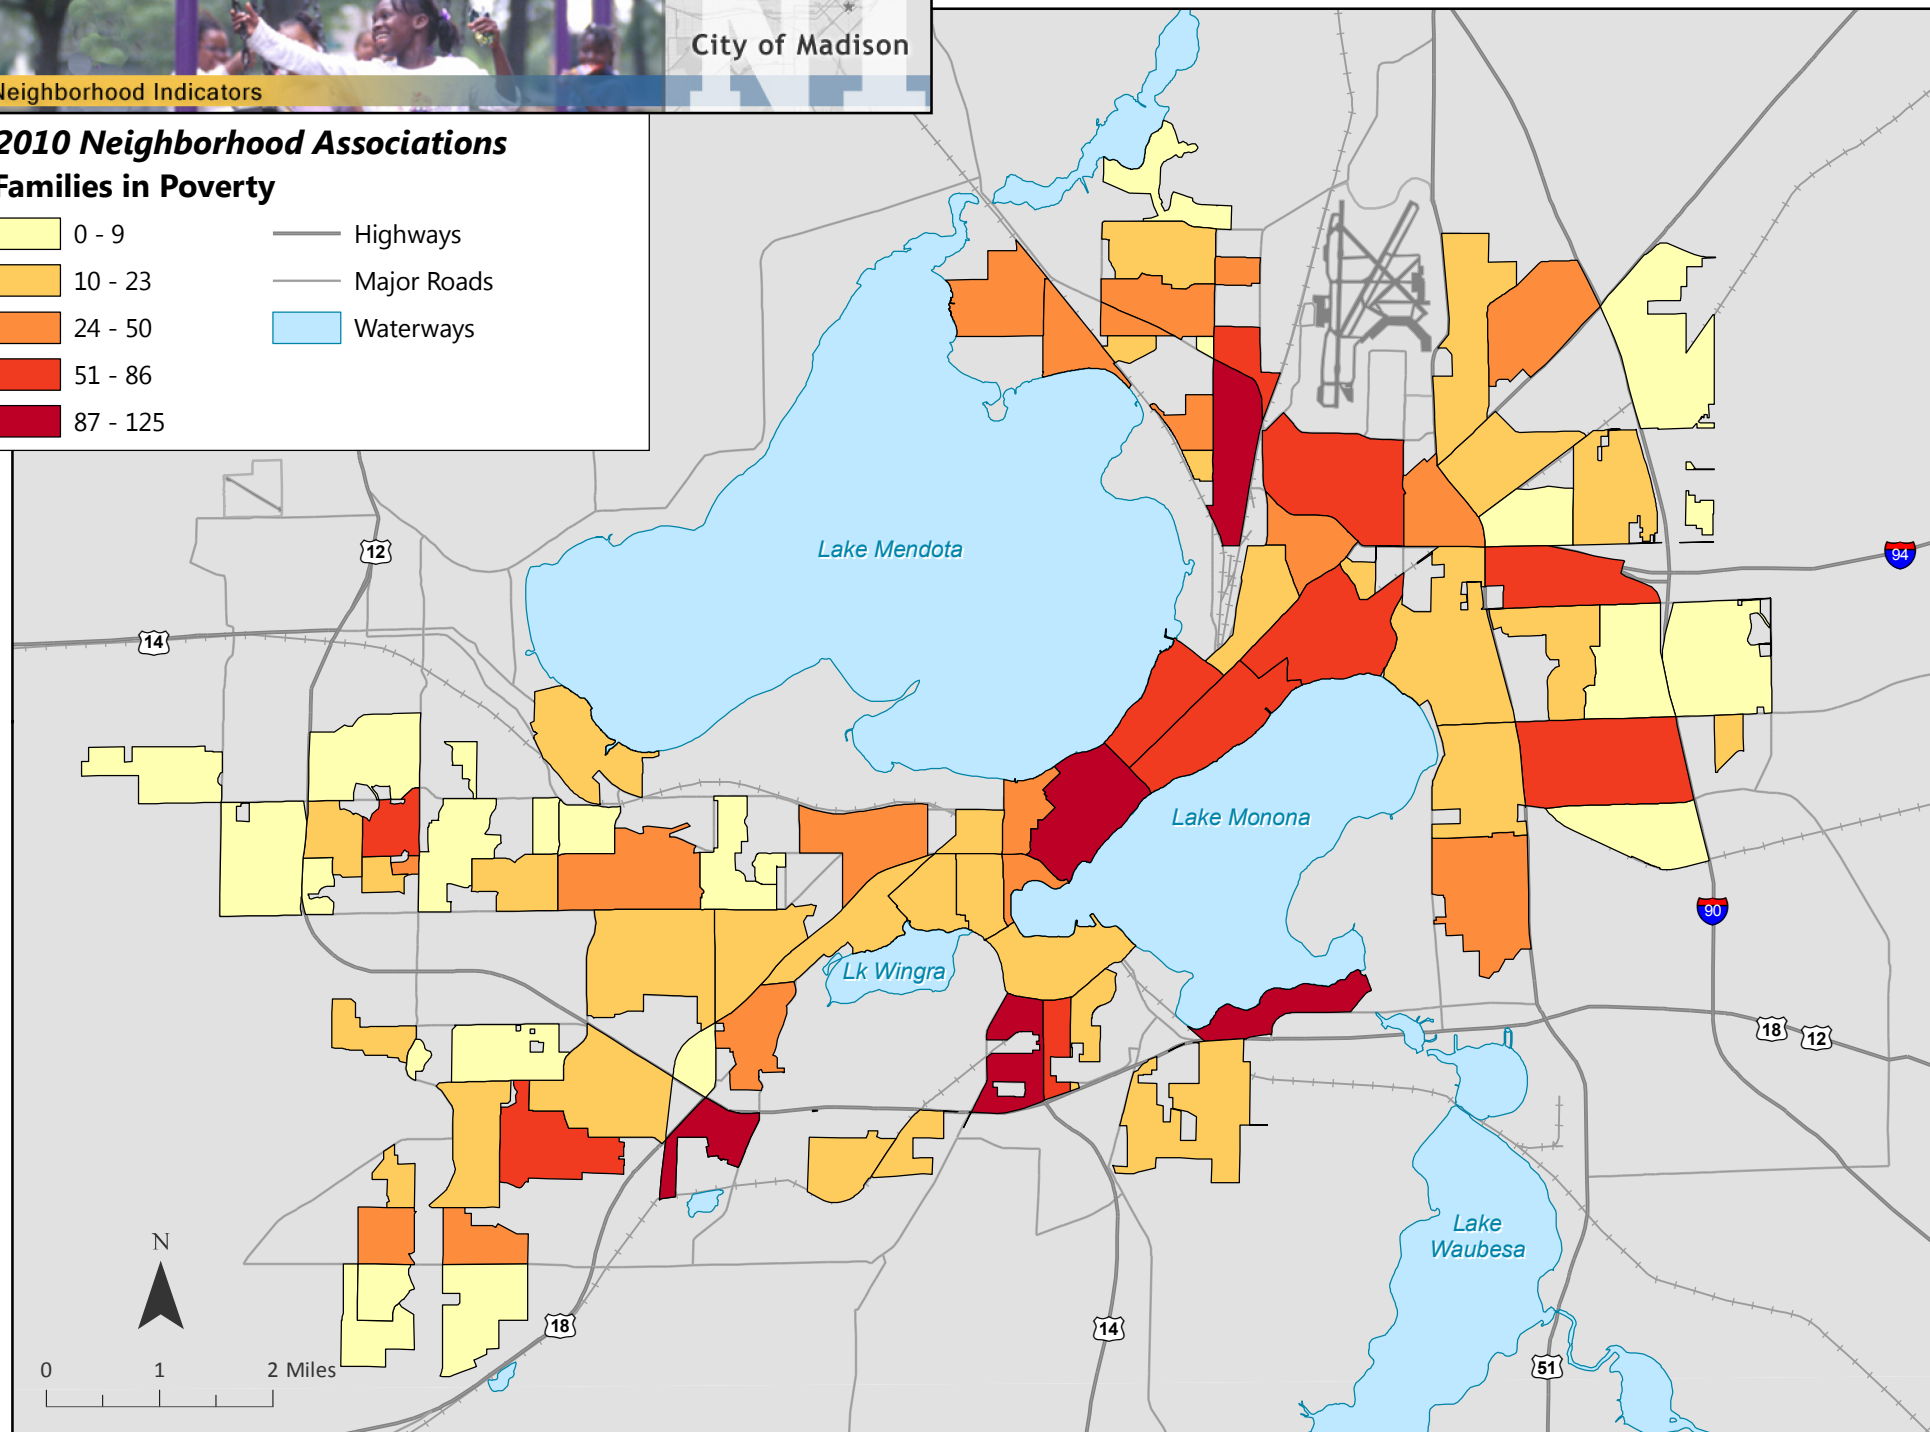 City of Madison
NI
Neighborhood Indicators
2010 Neighborhood Associations
Families in Poverty
0 - 9
10 - 23
24 - 50
51 - 86
87 - 125
Highways
Major Roads
Waterways
12
14
94
Lake Mendota
Lake Monona
90
Lk Wingra
18
12
Lake
Waubesa
N
18
14
51
0 1 2 Miles